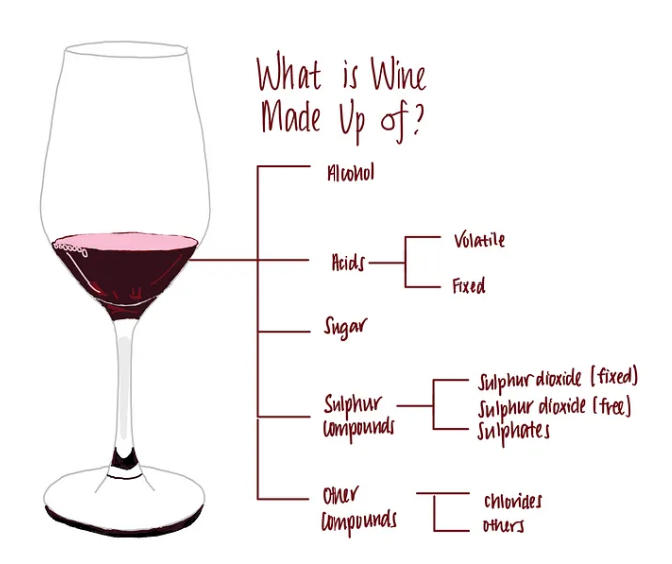 What is Wine
Made Up of?
Alcohol
Acids
Volatile
Fixed
Sugar
Sulphur
compounds
Sulphur dioxide [fixed)
Sulphur dioxide [free]
Sulphates
Other
compounds
chlorides
others